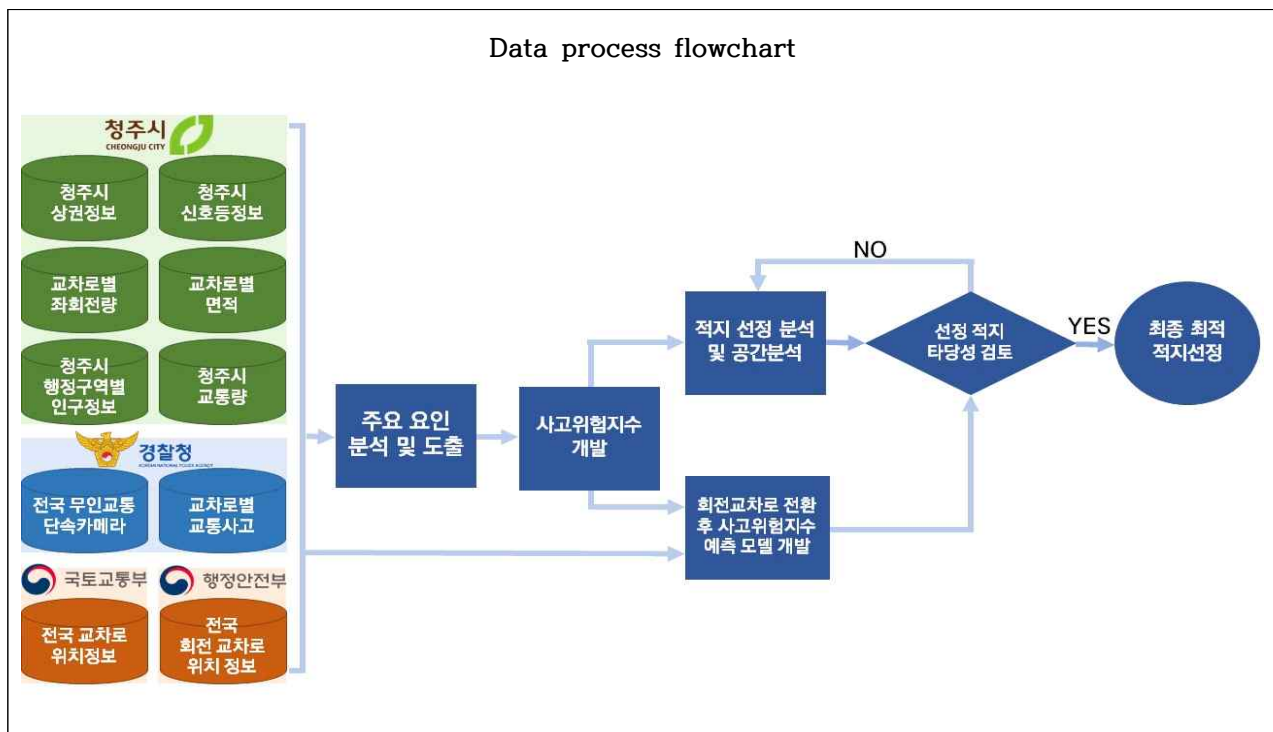 Data process flowchart
청주시
CHEONGJU CITY
청주시
상권정보
청주시
신호등정보
교차로별
좌회전량
교차로별
면적
청주시
행정구역별
인구정보
청주시
교통량
경찰청
KOREAN NATIONAL POLICE AGENCY
전국 무인교통
단속카메라
교차로별
교통사고
국토교통부
행정안전부
전국 교차로
위치정보
전국
회전 교차로
위치 정보
주요 요인
분석 및 도출
사고위험지수
개발
적지 선정 분석
및 공간분석
회전교차로 전환
후 사고위험지수
예측 모델 개발
NO
선정 적지
타당성 검토
YES
최종 최적
적지선정